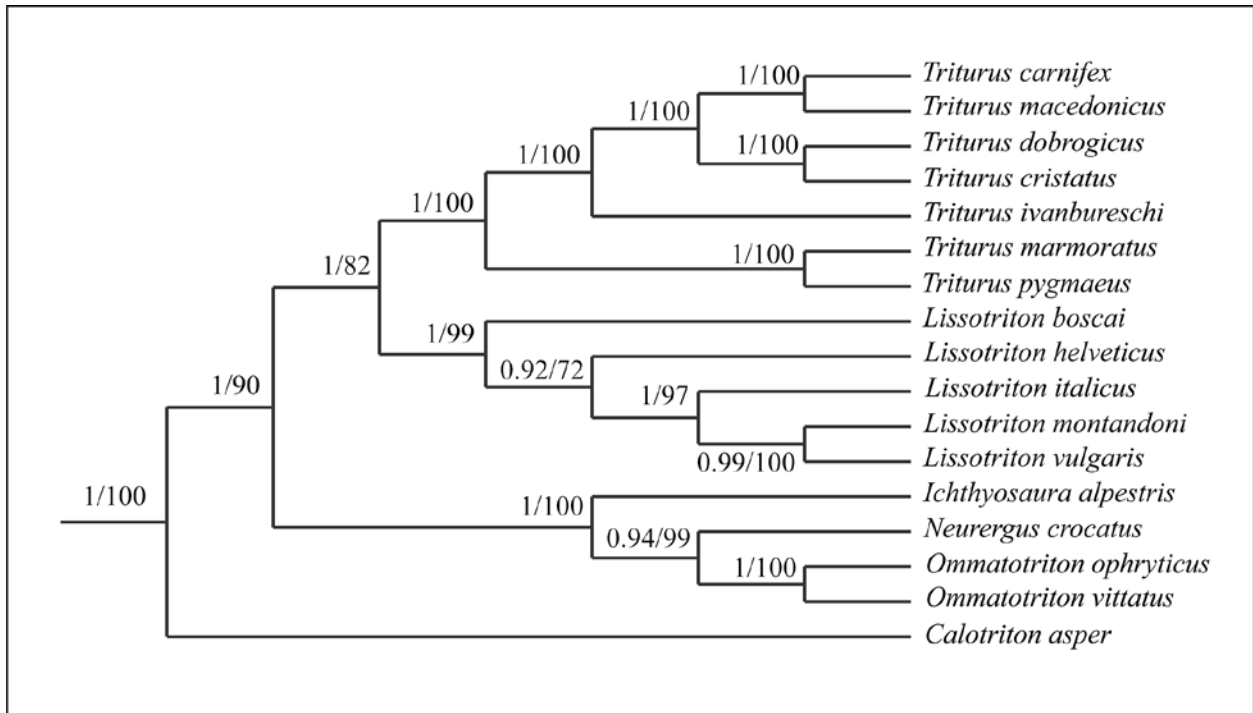 1/100
Triturus carnifex
Triturus macedonicus
1/100
1/100
Triturus dobrogicus
1/100
Triturus cristatus
1/100
Triturus ivanbureschi
1/100
Triturus marmoratus
1/82
Triturus pygmaeus
Lissotriton boscai
1/99
Lissotriton helveticus
0.92/72
1/90
1/97
Lissotriton italicus
Lissotriton montandoni
0.99/100
Lissotriton vulgaris
1/100
Ichthyosaura alpestris
1/100
Neurergus crocatus
0.94/99
1/100
Ommatotriton ophryticus
Ommatotriton vittatus
Calotriton asper